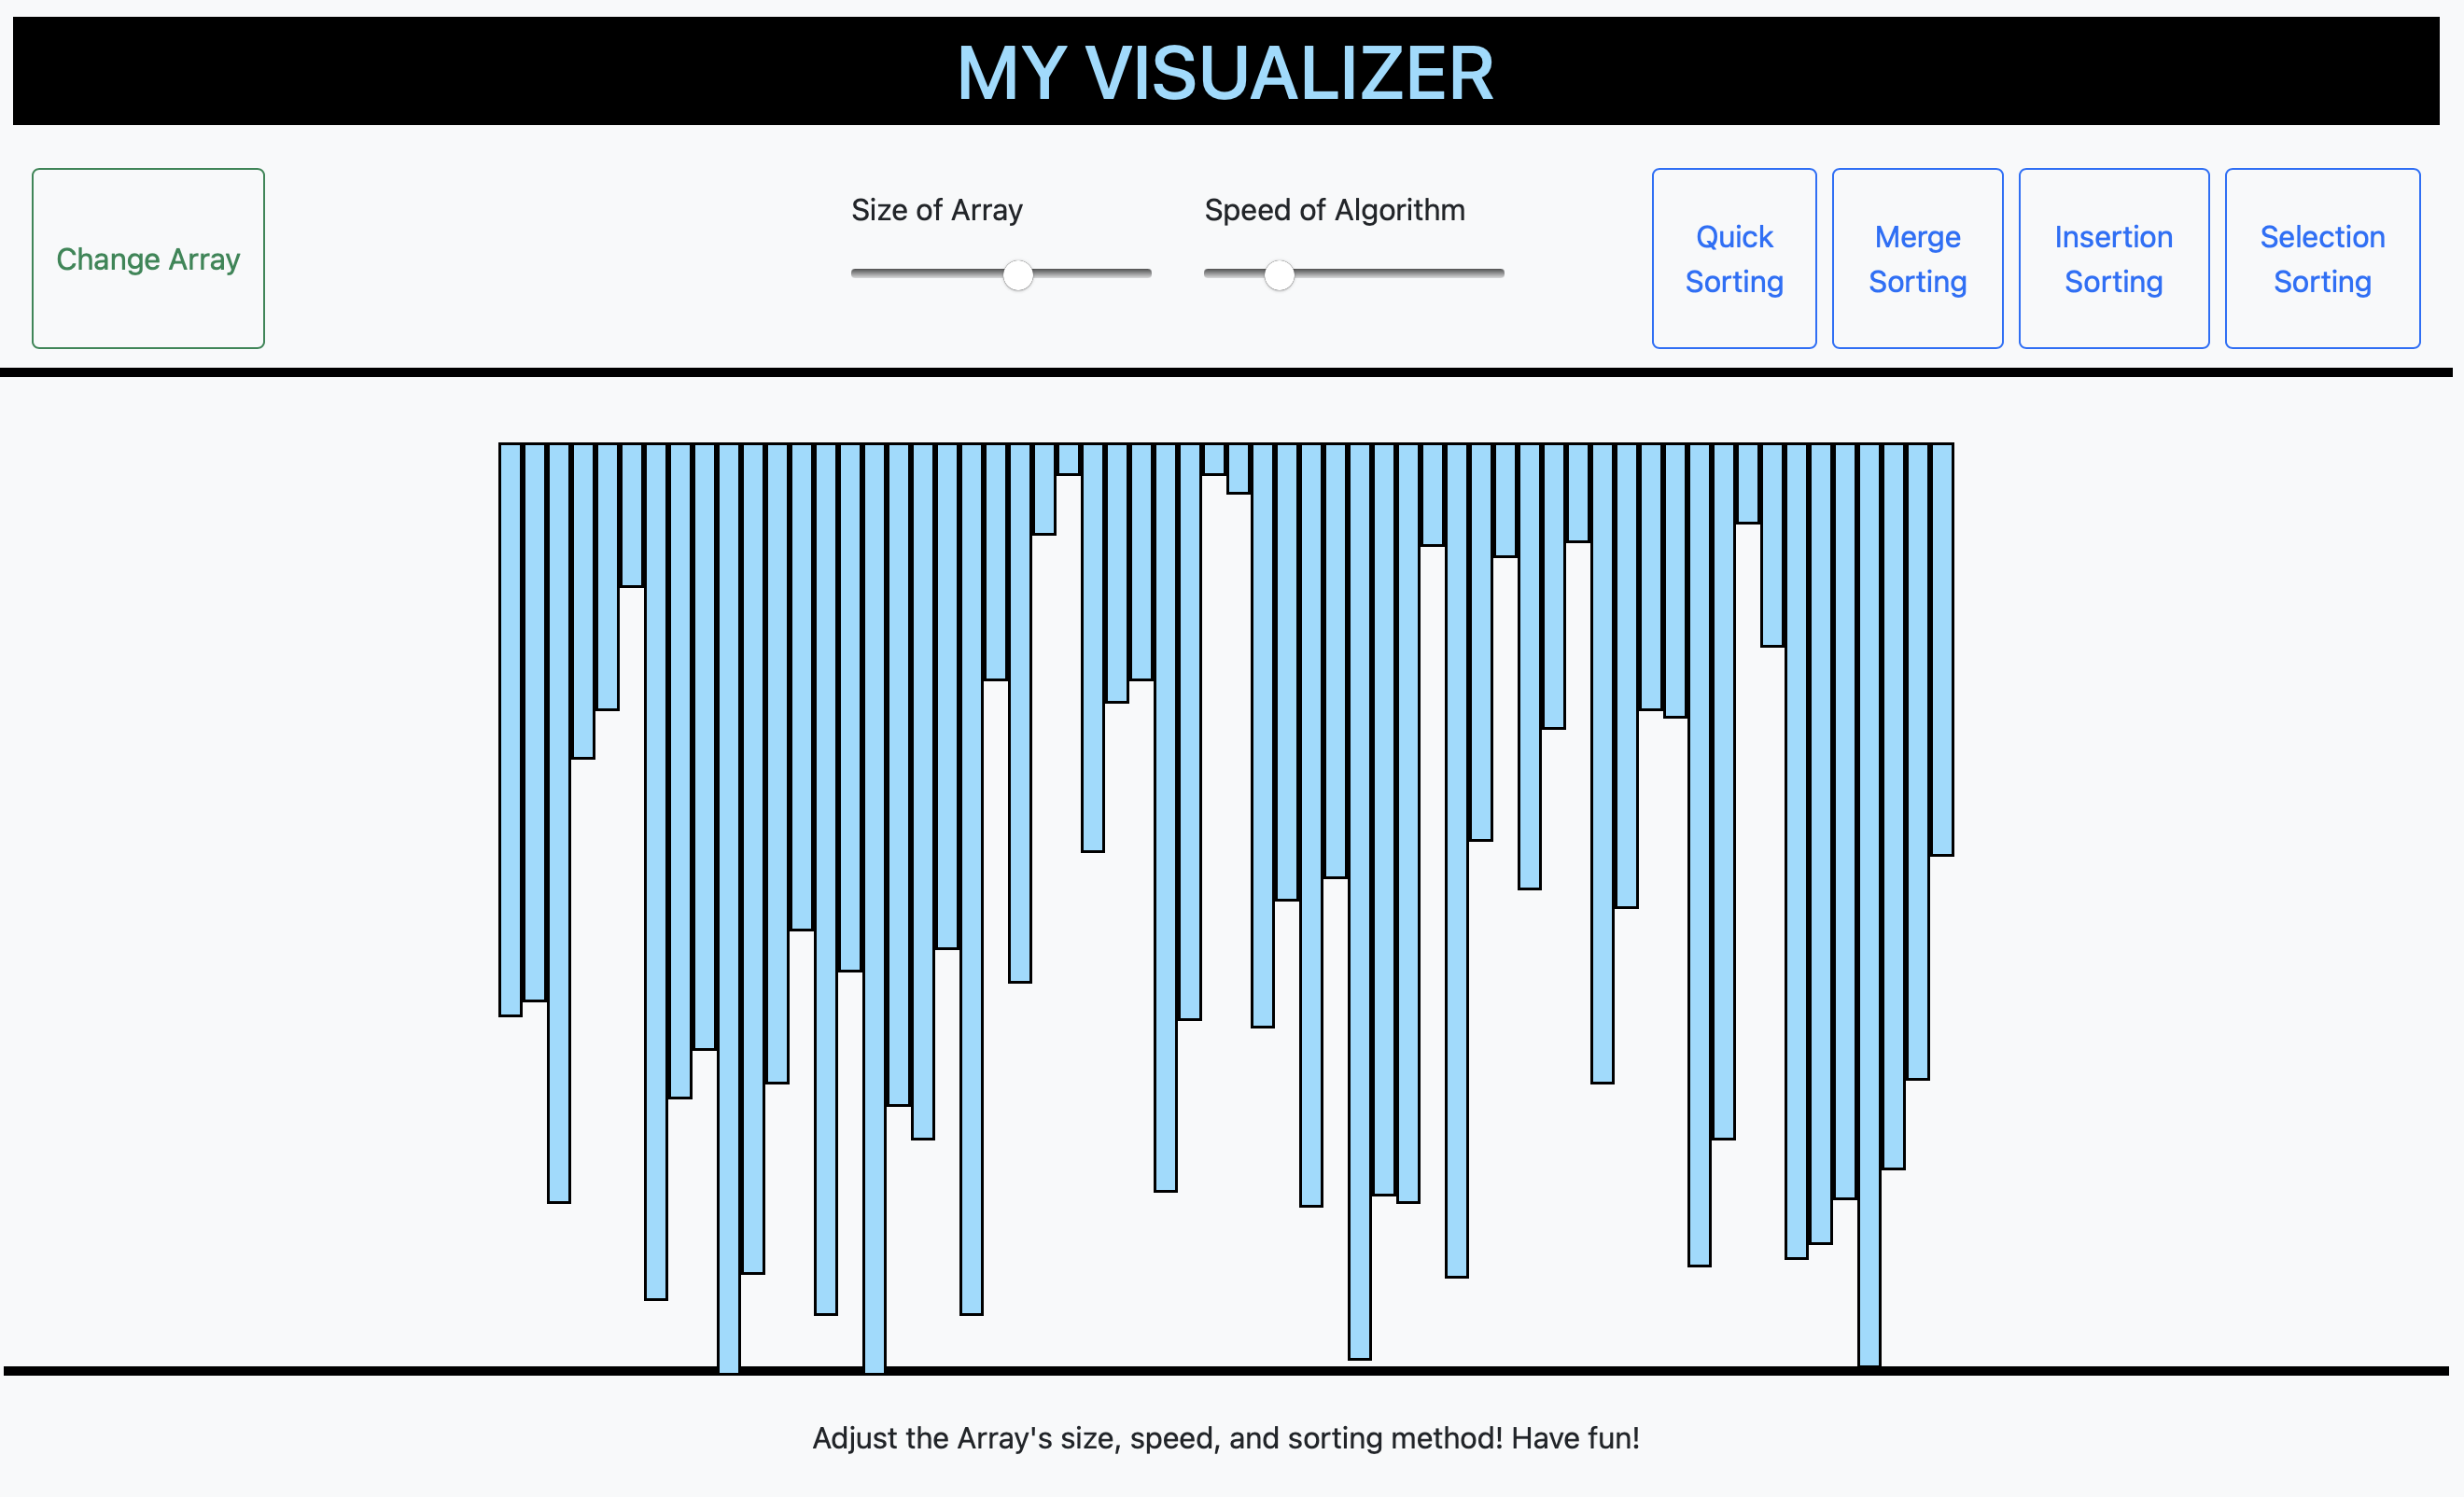 MY VISUALIZER
Change Array
Size of Array
Speed of Algorithm
Quick
Sorting
Merge
Sorting
Insertion
Sorting
Selection
Sorting
Adjust the Array's size, speed, and sorting method! Have fun!